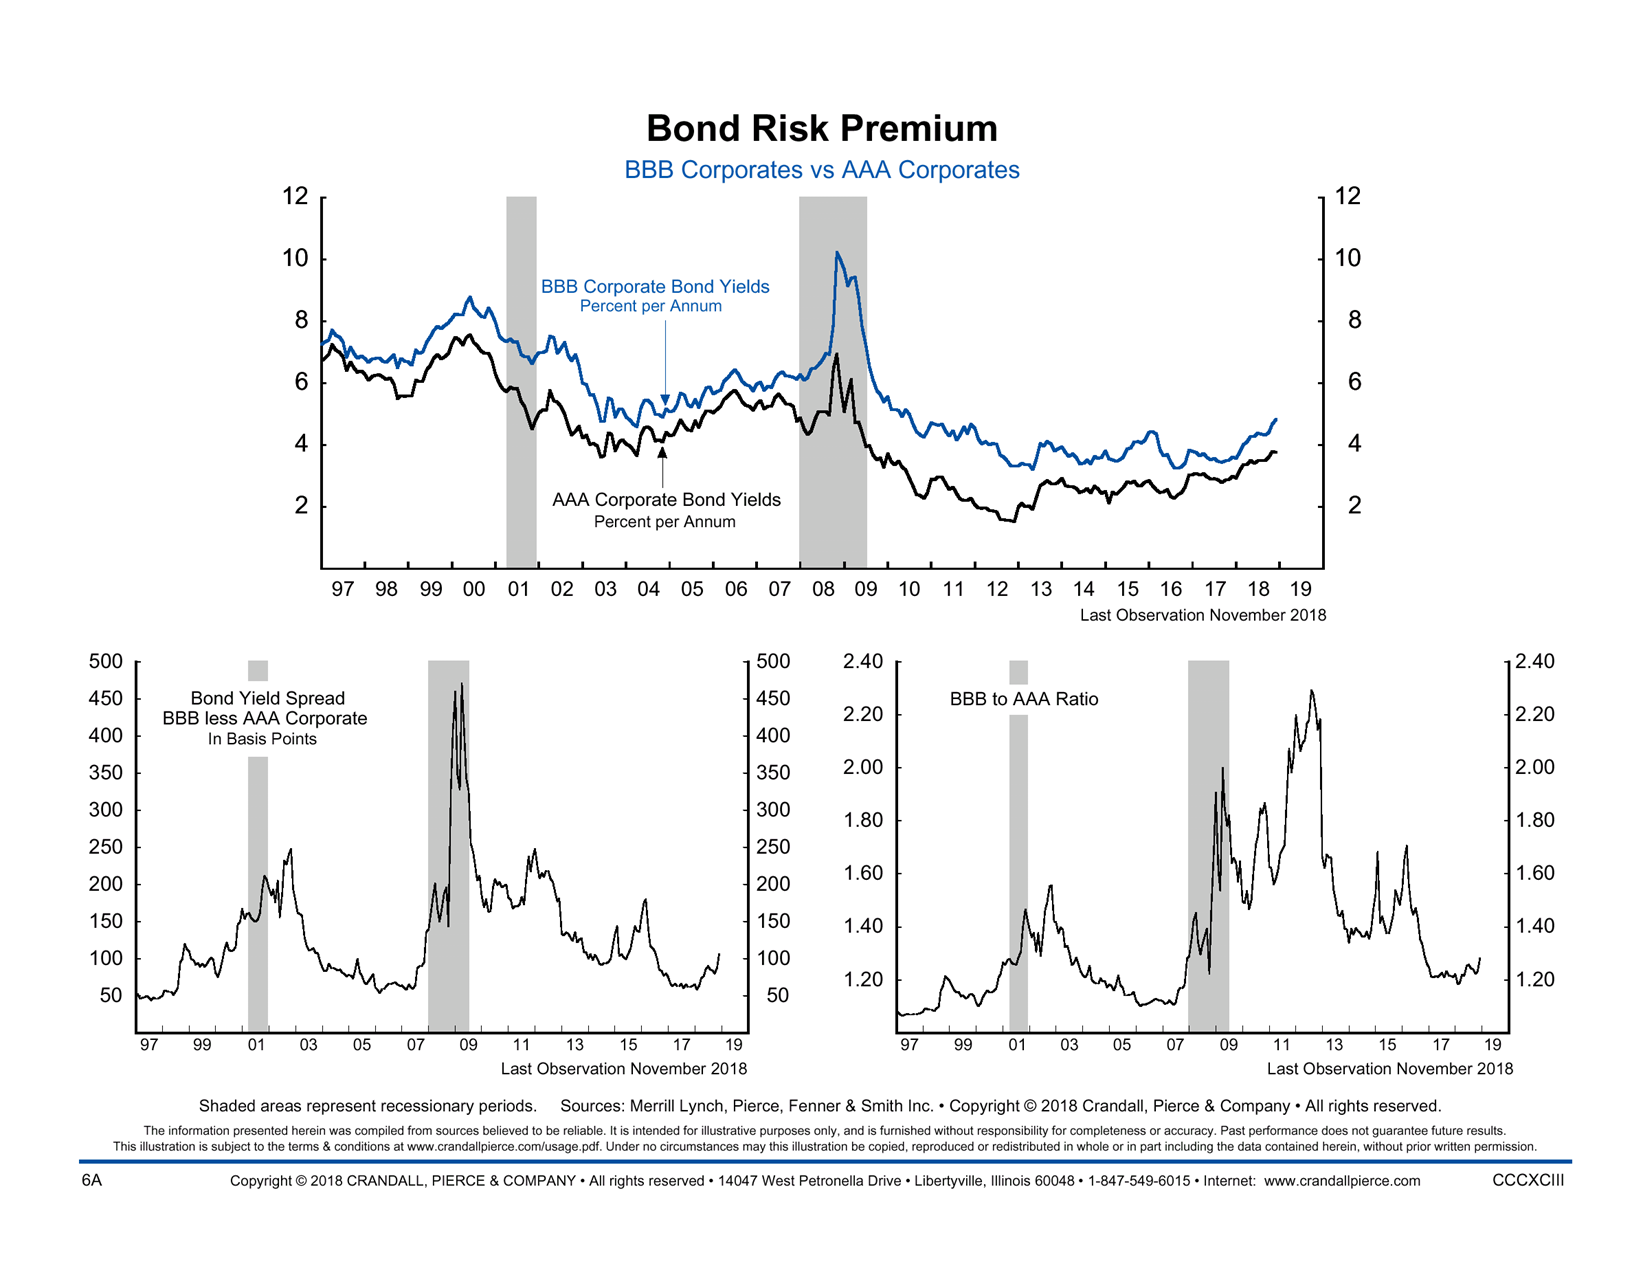 Bond Risk Premium
BBB Corporates vs AAA Corporates
12 12
10 10
8 8
6 6
4 4
2 2
BBB Corporate Bond Yields
Percent per Annum
AAA Corporate Bond Yields
Percent per Annum
97 98 99 00 01 02 03 04 05 06 07 08 09 10 11 12 13 14 15 16 17 18 19
Last Observation November 2018
500 500
450 450
400 400
350 350
300 300
250 250
200 200
150 150
100 100
50 50
Bond Yield Spread
BBB less AAA Corporate
In Basis Points
97 99 01 03 05 07 09 11 13 15 17 19
Last Observation November 2018
2.40 2.40
2.20 2.20
2.00 2.00
1.80 1.80
1.60 1.60
1.40 1.40
1.20 1.20
BBB to AAA Ratio
97 99 01 03 05 07 09 11 13 15 17 19
Last Observation November 2018
Shaded areas represent recessionary periods. Sources: Merrill Lynch, Pierce, Fenner & Smith Inc. • Copyright © 2018 Crandall, Pierce & Company • All rights reserved.
The information presented herein was compiled from sources believed to be reliable. It is intended for illustrative purposes only, and is furnished without responsibility for completeness or accuracy. Past performance does not guarantee future results.
This illustration is subject to the terms & conditions at www.crandallpierce.com/usage.pdf. Under no circumstances may this illustration be copied, reproduced or redistributed in whole or in part including the data contained herein, without prior written permission.
6A Copyright © 2018 CRANDALL, PIERCE & COMPANY • All rights reserved • 14047 West Petronella Drive • Libertyville, Illinois 60048 • 1-847-549-6015 • Internet: www.crandallpierce.com CCCXCIII